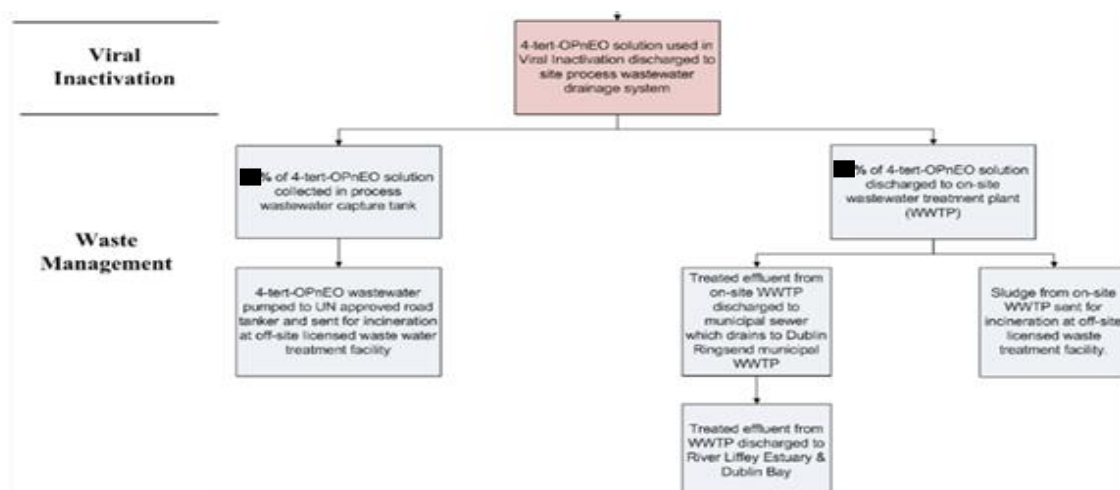 Viral
Inactivation
4-tert-OPnEO solution used in
Viral Inactivation discharged to
site process wastewater
drainage system
% of 4-tert-OPnEO solution
collected in process
wastewater capture tank
% of 4-tert-OPnEO solution
discharged to on-site
wastewater treatment plant
(WWTP)
Waste
Management
4-tert-OPnEO wastewater
pumped to UN approved road
tanker and sent for incineration
at off-site licensed waste water
treatment facility
Treated effluent from
on-site WWTP
discharged to
municipal sewer
which drains to Dublin
Ringsend municipal
WWTP
Sludge from on-site
WWTP sent for
incineration at off-site
licensed waste
treatment facility.
Treated effluent from
WWTP discharged to
River Liffey Estuary &
Dublin Bay